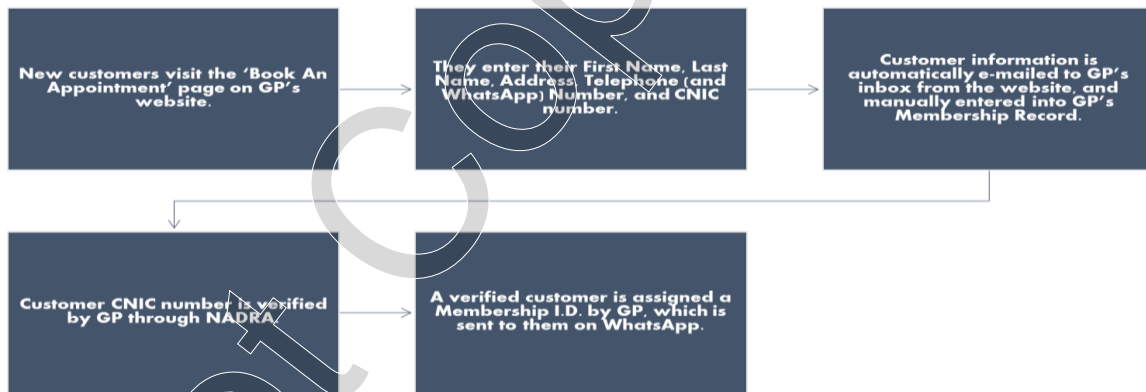 New customers visit the ‘Book An
Appointment’ page on GP’s
website.
They enter their First Name, Last
Name, Address, Telephone (and
WhatsApp) Number, and CNIC
number.
Customer information is
automatically e-mailed to GP’s
inbox from the website, and
manually entered into GP’s
Membership Record.
Customer CNIC number is verified
by GP through NADRA.
A verified customer is assigned a
Membership I.D. by GP, which is
sent to them on WhatsApp.